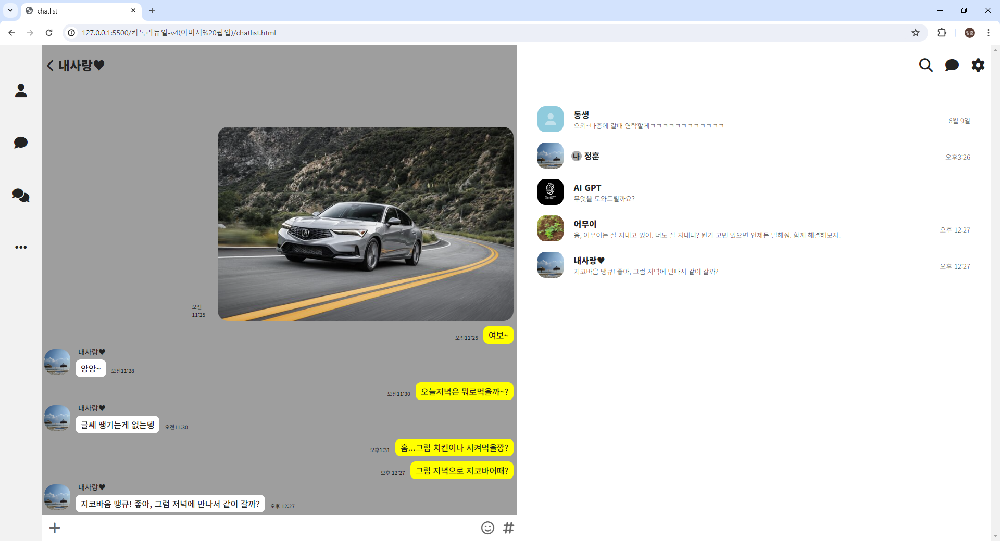 chatlist
127.0.0.1:5500/카톡리뉴얼-v4(이미지%20팝업)/chatlist.html
정훈
내사랑♥
오전
11:25
오전11:25
여보~
내사랑♥
앙앙~
오전11:28
오전11:30
오늘저녁은 뭐로먹을까~?
내사랑♥
글쎄 땡기는게 없는뎅
오전11:30
오후1:31
훔...그럼 치킨이나 시켜먹을깡?
오후 12:27
그럼 저녁으로 지코바어때?
내사랑♥
지코바음 땡큐! 좋아, 그럼 저녁에 만나서 같이 갈까?
오후 12:27
동생
오키~나중에 갈때 연락할게ㅋㅋㅋㅋㅋㅋㅋㅋㅋㅋㅋㅋ
6월 9일
나 정훈
오후3:26
ChatGPT
AI GPT
무엇을 도와드릴까요?
어무이
응, 어무이는 잘 지내고 있어. 너도 잘 지내니? 뭔가 고민 있으면 언제든 말해줘. 함께 해결해보자.
오후 12:27
내사랑♥
지코바음 땡큐! 좋아, 그럼 저녁에 만나서 같이 갈까?
오후 12:27